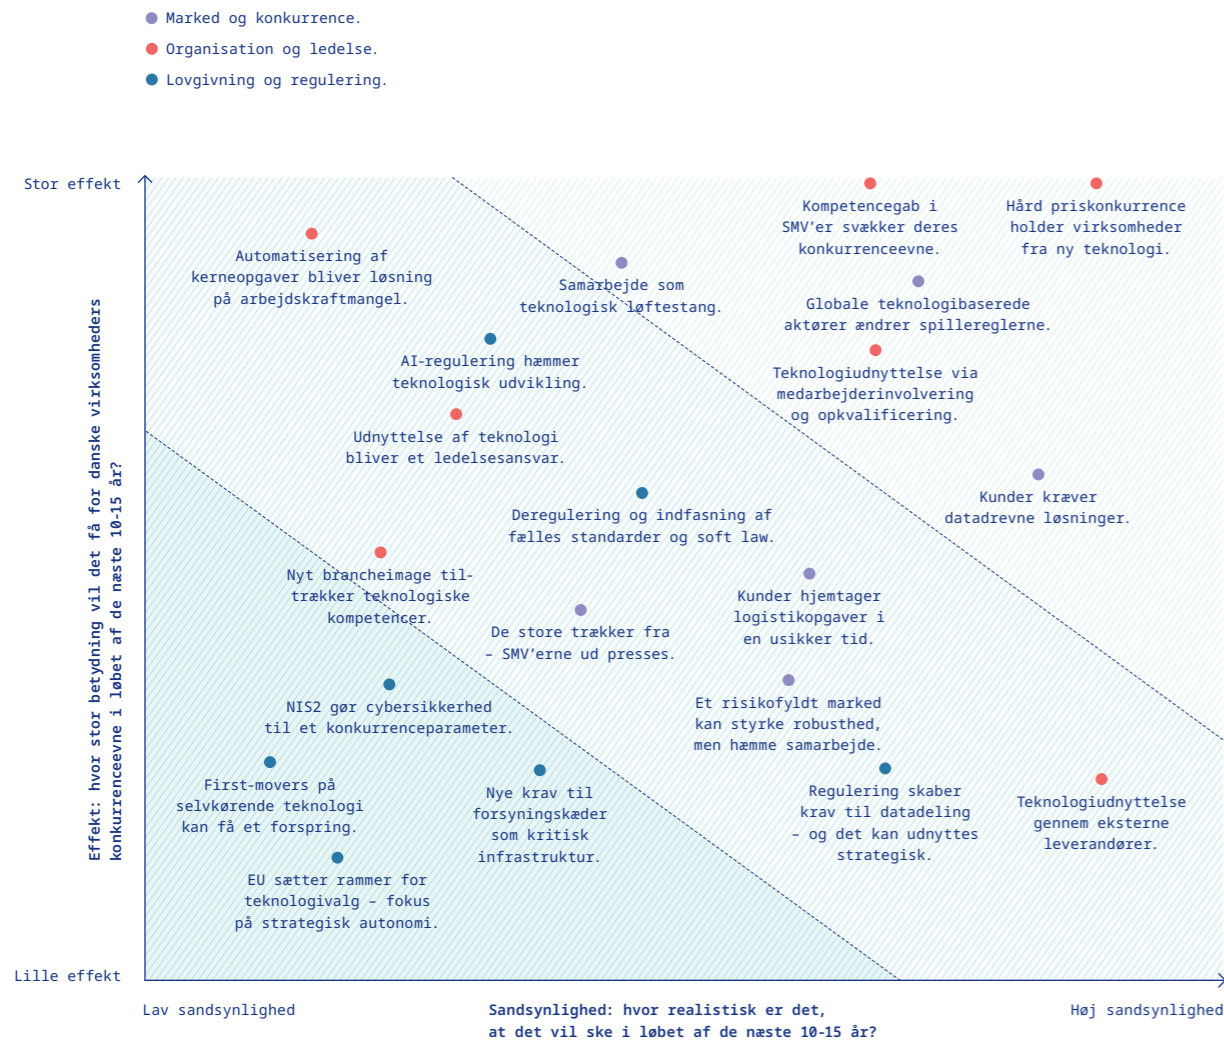 Marked og konkurrence.
Organisation og ledelse.
Lovgivning og regulering.
Stor effekt
Lille effekt
Effekt: hvor stor betydning vil det få for danske virksomheders
konkurrenceevne i løbet af de næste 10-15 år?
Automatisering af
kerneopgaver bliver løsning
på arbejdskraftmangel.
Samarbejde som
teknologisk løftestang.
Kompetencegab i
SMV'er svækker deres
konkurrenceevne.
Hård priskonkurrence
holder virksomheder
fra ny teknologi.
Globale teknologibaserede
aktører ændrer spillereglerne.
AI-regulering hæmmer
teknologisk udvikling.
Teknologiudnyttelse via
medarbejderinvolvering
og opkvalificering.
Udnyttelse af teknologi
bliver et ledelsesansvar.
Kunder kræver
datadrevne løsninger.
Deregulering og indfasning af
fælles standarder og soft law.
Nyt brancheimage til-
trækker teknologiske
kompetencer.
Kunder hjemtager
logistikopgaver i
en usikker tid.
De store trækker fra
– SMV'erne ud presses.
NIS2 gør cybersikkerhed
til et konkurrenceparameter.
Et risikofyldt marked
kan styrke robusthed,
men hæmme samarbejde.
First-movers på
selvkørende teknologi
kan få et forspring.
Nye krav til
forsyningskæder
som kritisk
infrastruktur.
Regulering skaber
krav til datadeling
– og det kan udnyttes
strategisk.
Teknologiudnyttelse
gennem eksterne
leverandører.
EU sætter rammer for
teknologivalg – fokus
på strategisk autonomi.
Lav sandsynlighed
Sandsynlighed: hvor realistisk er det,
at det vil ske i løbet af de næste 10-15 år?
Høj sandsynlighed